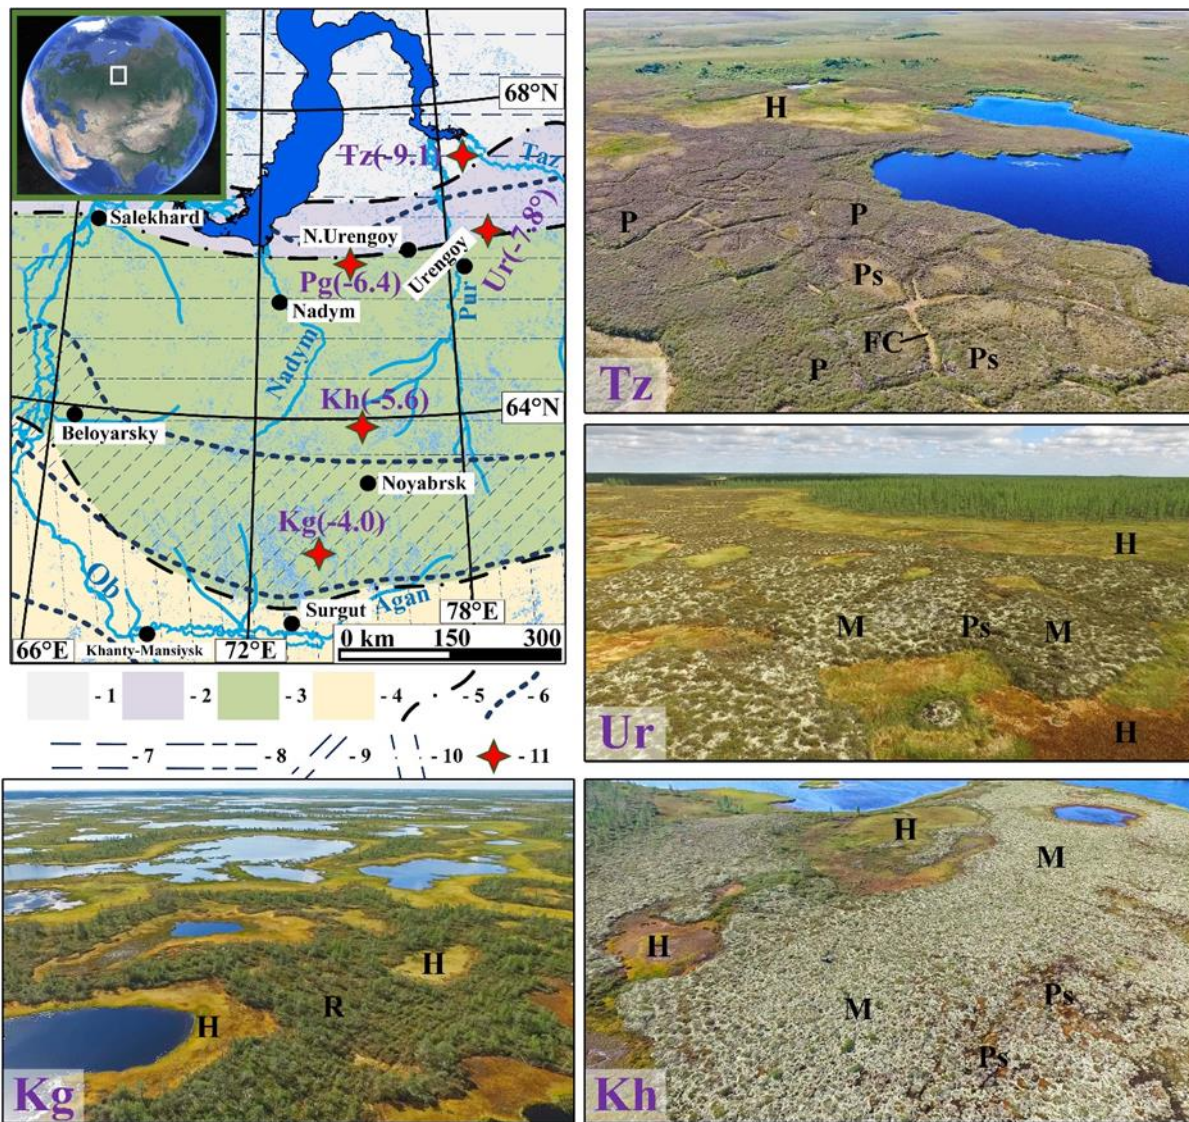 68°N
Tz(-9.1)
Taz
Salekhard
N.Urengoy
Urengoy
Ur(-7.8°)
Pg(-6.4)
Pur
Nadym
Nadym
Kh(-5.6)
64°N
Beloyarsky
Noyabrsk
Kg(-4.0)
Ob
Surgut
Agan
78°E
66°E
Khanty-Mansiysk
72°E
0 km 150 300
- 1 - 2 - 3 - 4 - 5 - 6
- 7 - 8 - 9 - 10 - 11
H
P P
Ps
FC
P Ps
Tz
H
M Ps M
Ur H
H
R
H
Kg
H
M
H
Ps
M
Ps
Kh